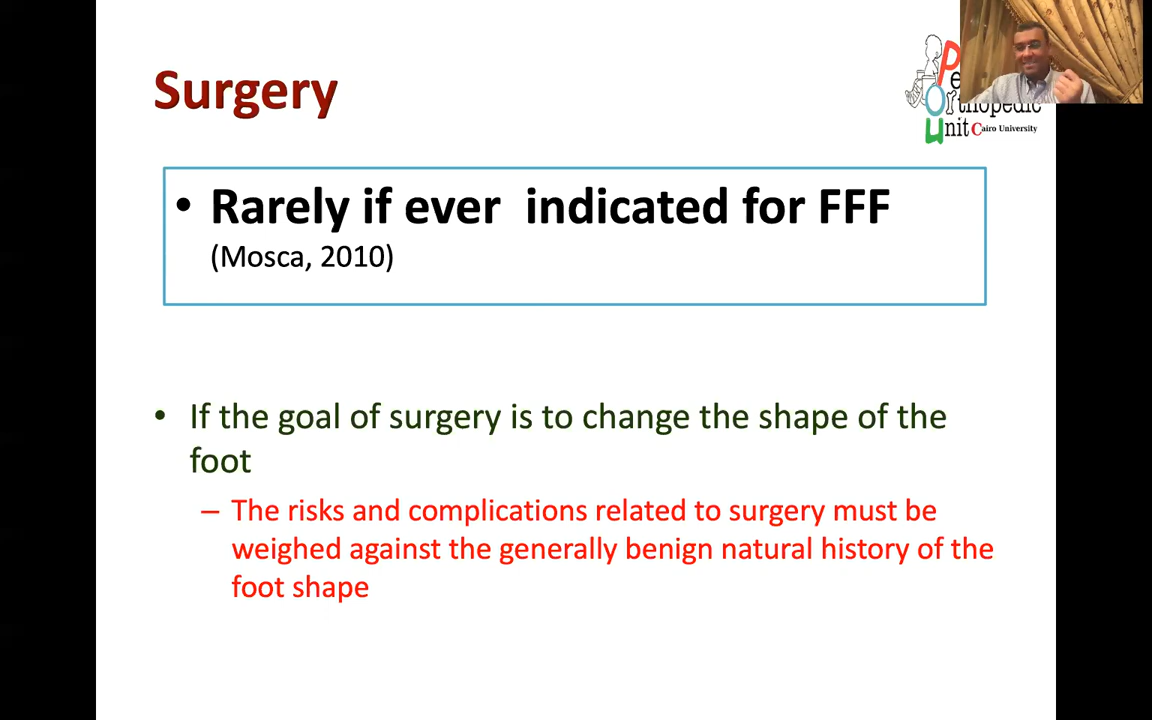 Surgery
• Rarely if ever indicated for FFF
(Mosca, 2010)
• If the goal of surgery is to change the shape of the
foot
– The risks and complications related to surgery must be
weighed against the generally benign natural history of the
foot shape
Orthopedic
Unit Cairo University